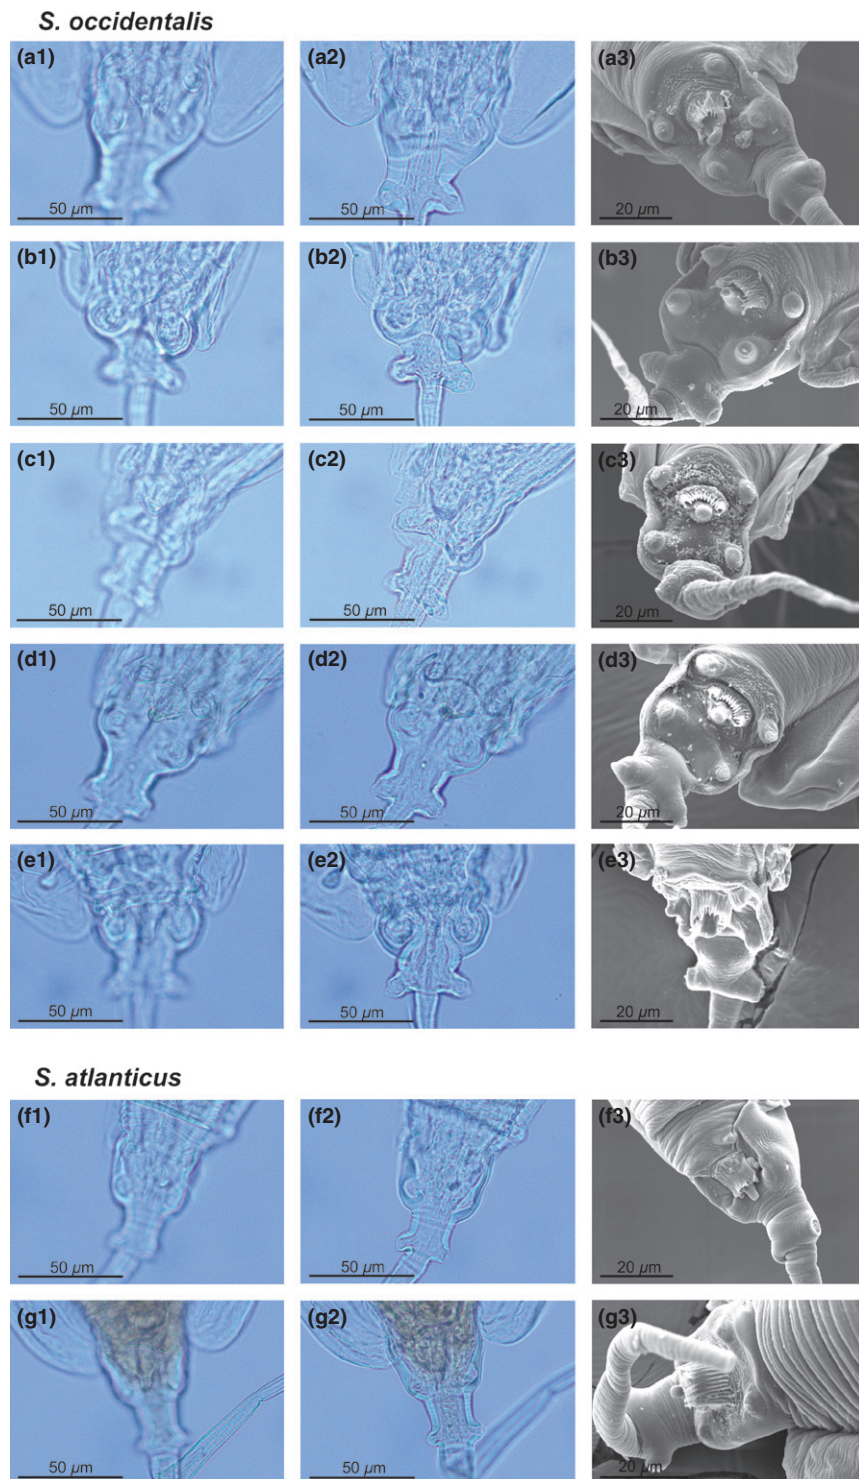 S. occidentalis
(a1) (a2) (a3)
50 µm 50 µm 20 µm
(b1) (b2) (b3)
50 µm 50 µm 20 µm
(c1) (c2) (c3)
50 µm 50 µm 20 µm
(d1) (d2) (d3)
50 µm 50 µm 20 µm
(e1) (e2) (e3)
50 µm 50 µm 20 µm
S. atlanticus
(f1) (f2) (f3)
50 µm 50 µm 20 µm
(g1) (g2) (g3)
50 µm 50 µm 20 µm